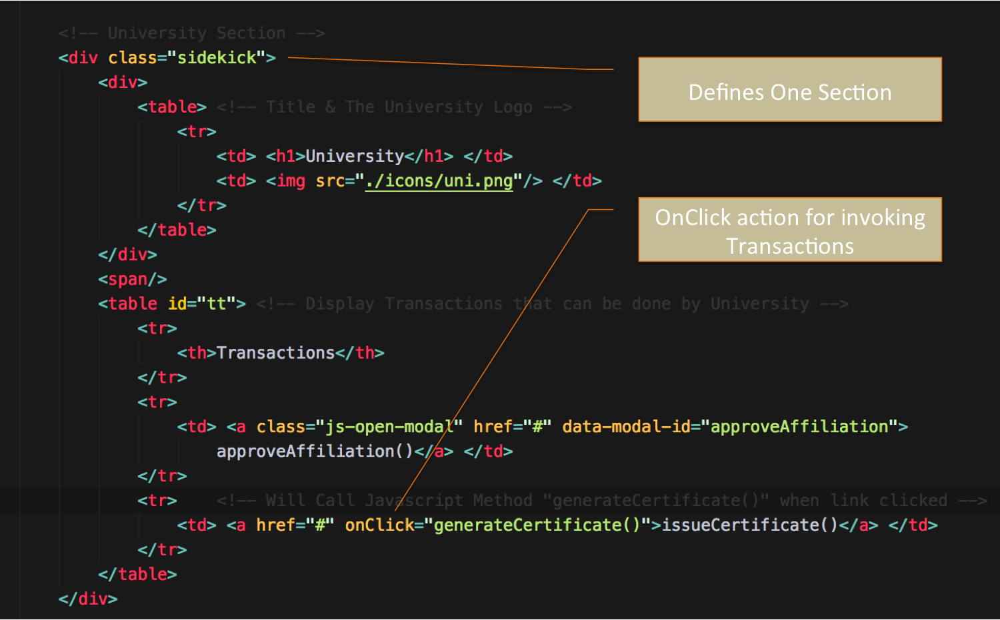 <!-- University Section -->
<div class="sidekick">
<div>
<table> <!-- Title & The University Logo -->
<tr>
<td> <h1>University</h1> </td>
<td> <img src="./icons/uni.png"/> </td>
</tr>
</table>
</div>
<span/>
<table id="tt"> <!-- Display Transactions that can be done by University -->
<tr>
<th>Transactions</th>
</tr>
<tr>
<td> <a class="js-open-modal" href="#" data-modal-id="approveAffiliation">
approveAffiliation()</a> </td>
</tr>
<tr> <!-- Will Call Javascript Method "generateCertificate()" when link clicked -->
<td> <a href="#" onClick="generateCertificate()">issueCertificate()</a> </td>
</tr>
</table>
</div>
Defines One Section
OnClick action for invoking
Transactions